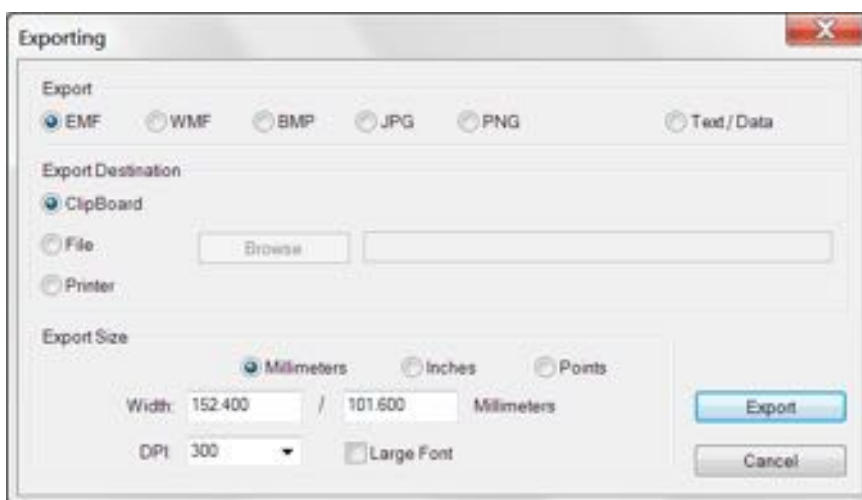 Exporting
Export
EMF WMF BMP JPG PNG Text / Data
Export Destination
ClipBoard
File Browse
Printer
Export Size
Millimeters Inches Points
Width: 152.400 / 101.600 Millimeters
DPI: 300 Large Font
Export
Cancel